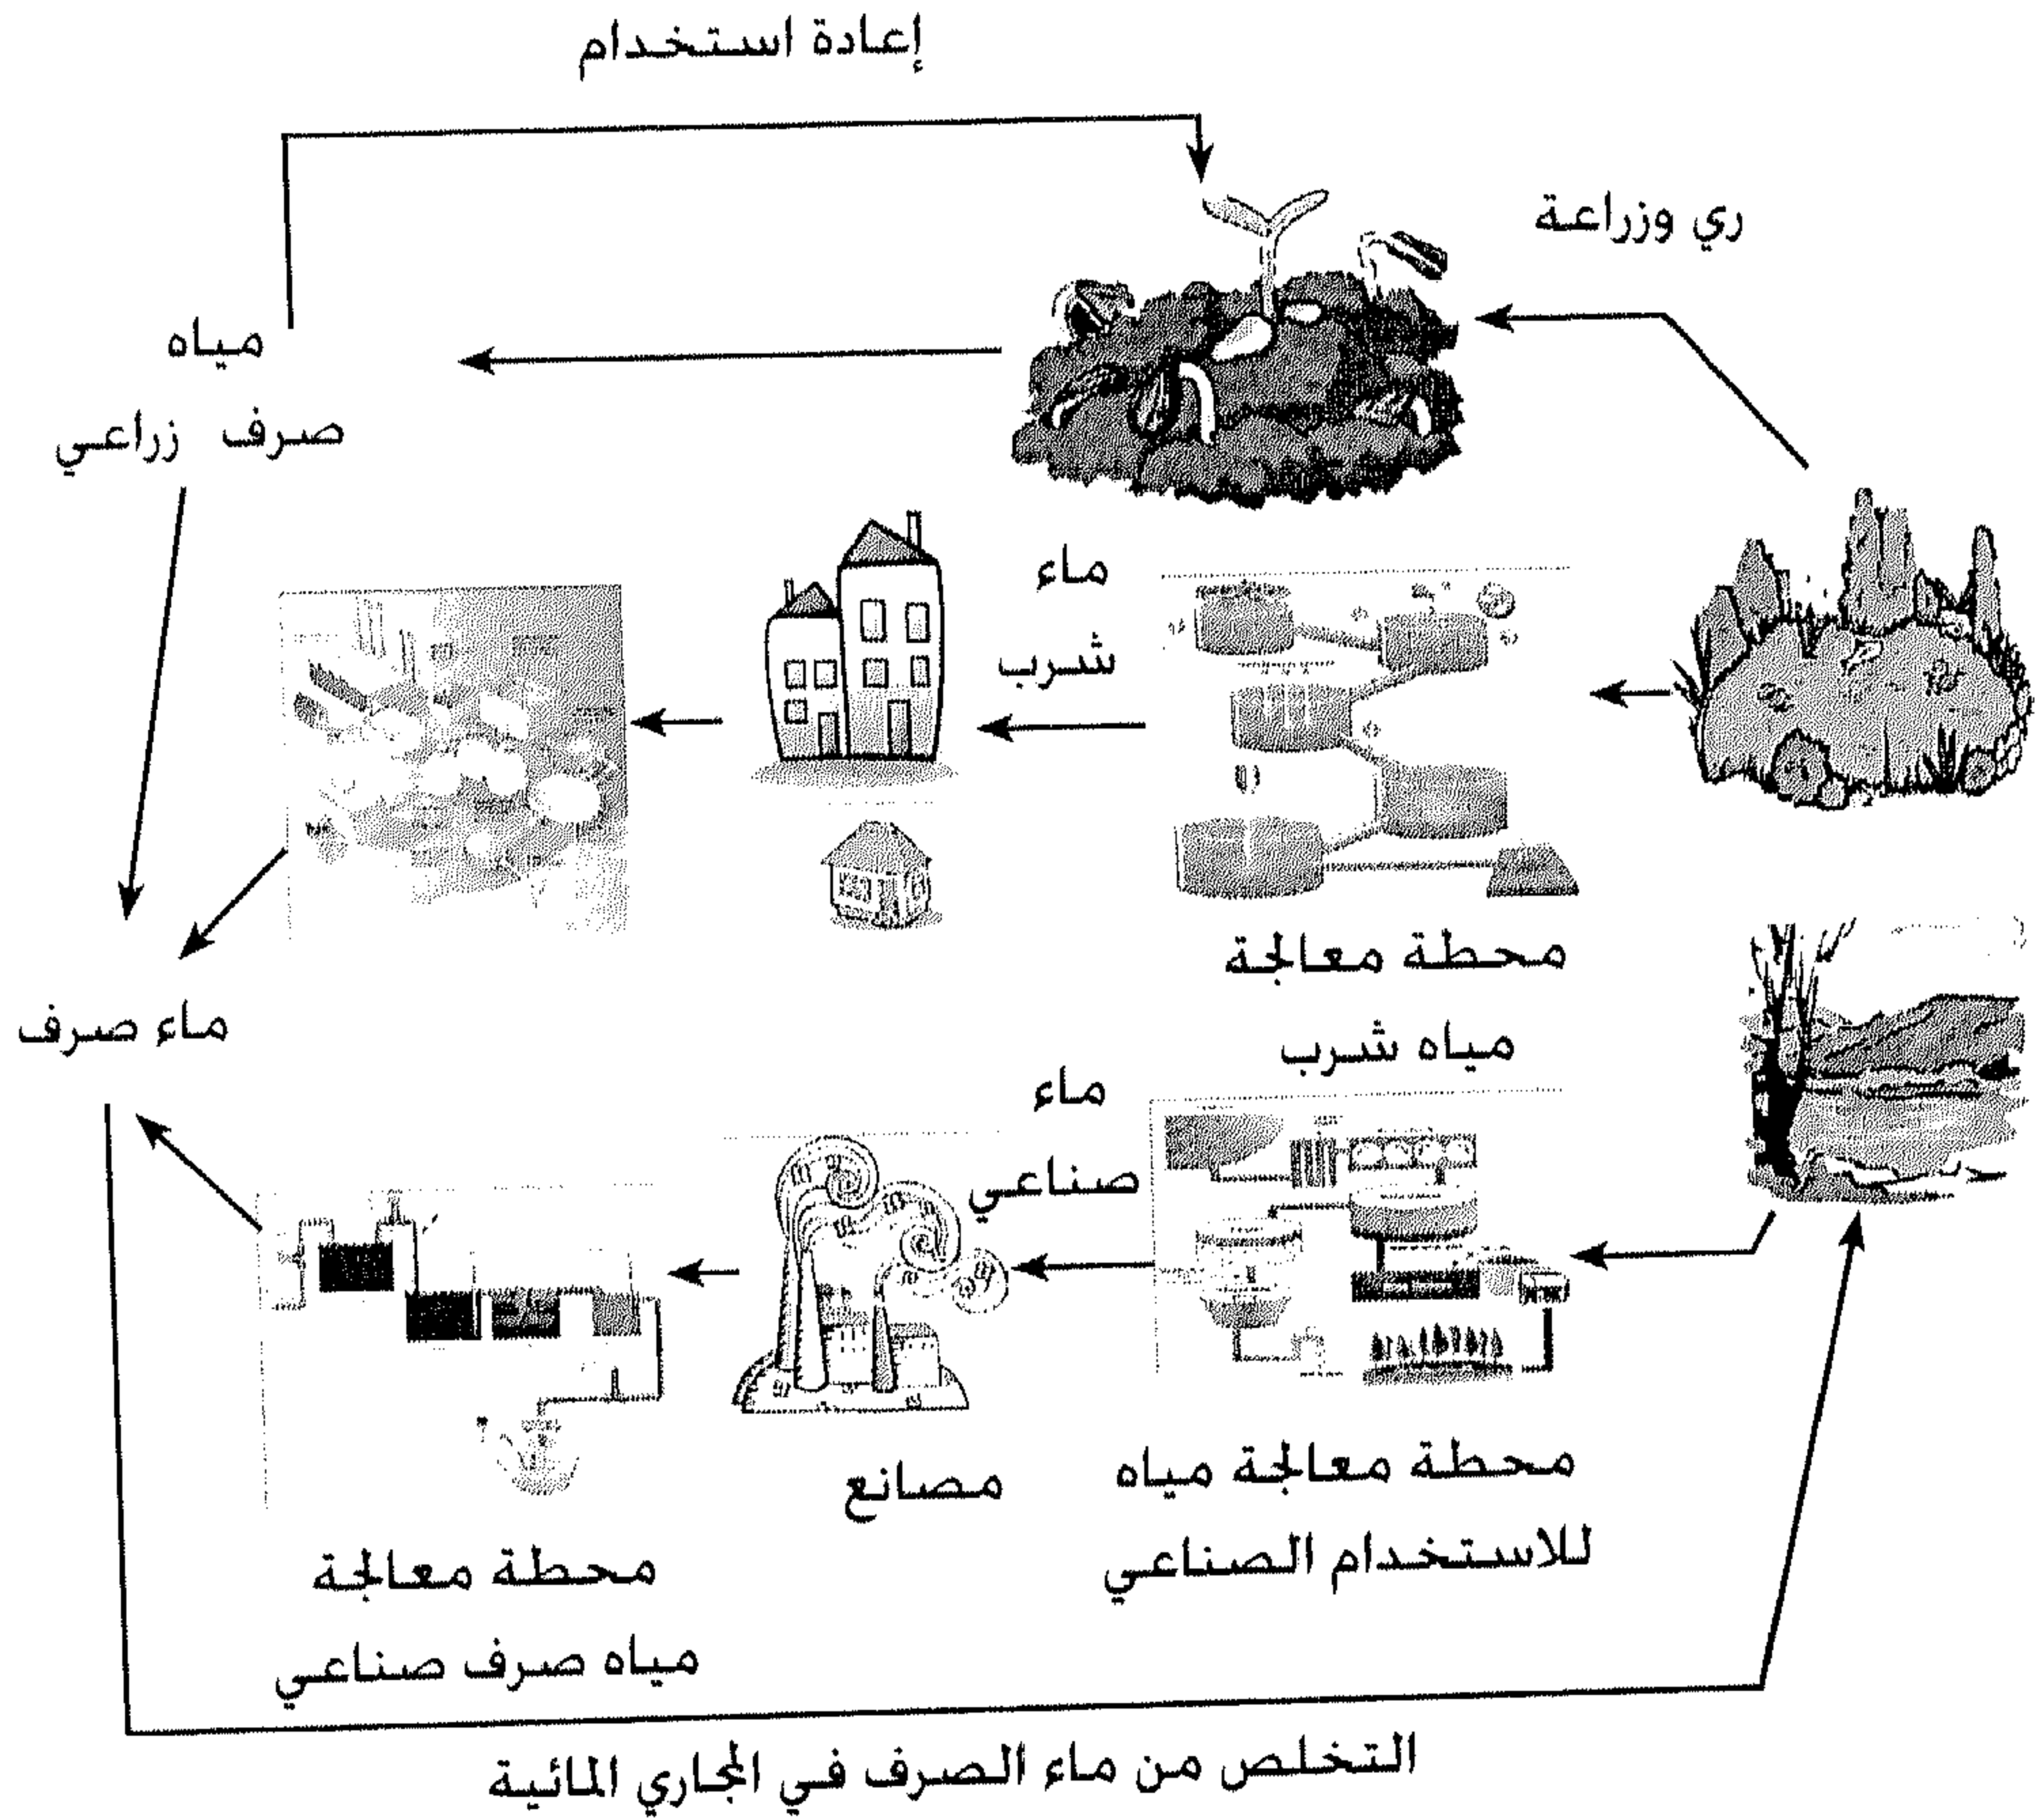 إعادة استخدام
ري وزراعة
مياه
صرف زراعي
ماء
شرب
محطة معالجة
مياه شرب
ماء صرف
ماء
صناعي
مصانع
محطة معالجة مياه
للاستخدام الصناعي
محطة معالجة
مياه صرف صناعي
التخلص من ماء الصرف في المجاري المائية